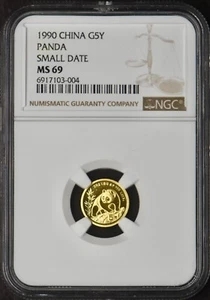 1990 CHINA G5Y
PANDA
SMALL DATE
MS 69
6917103-004
NUMISMATIC GUARANTY COMPANY
NGC